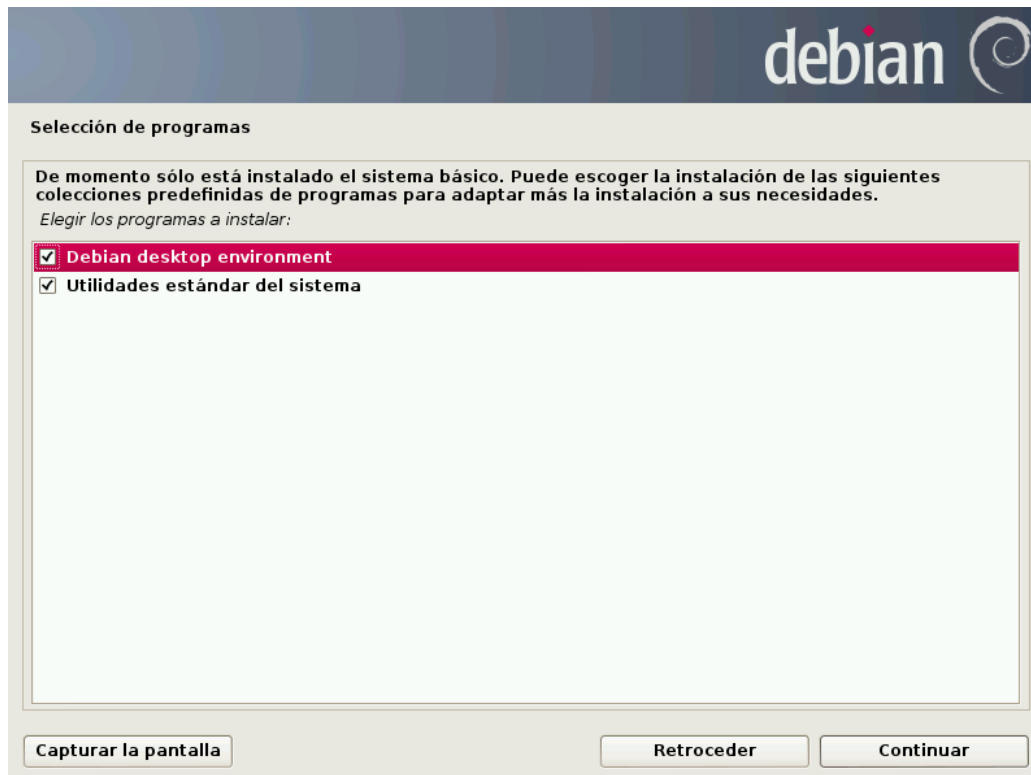 debian
Selección de programas
De momento sólo está instalado el sistema básico. Puede escoger la instalación de las siguientes
colecciones predefinidas de programas para adaptar más la instalación a sus necesidades.
Elegir los programas a instalar:
Debian desktop environment
Utilidades estándar del sistema
Capturar la pantalla
Retroceder
Continuar